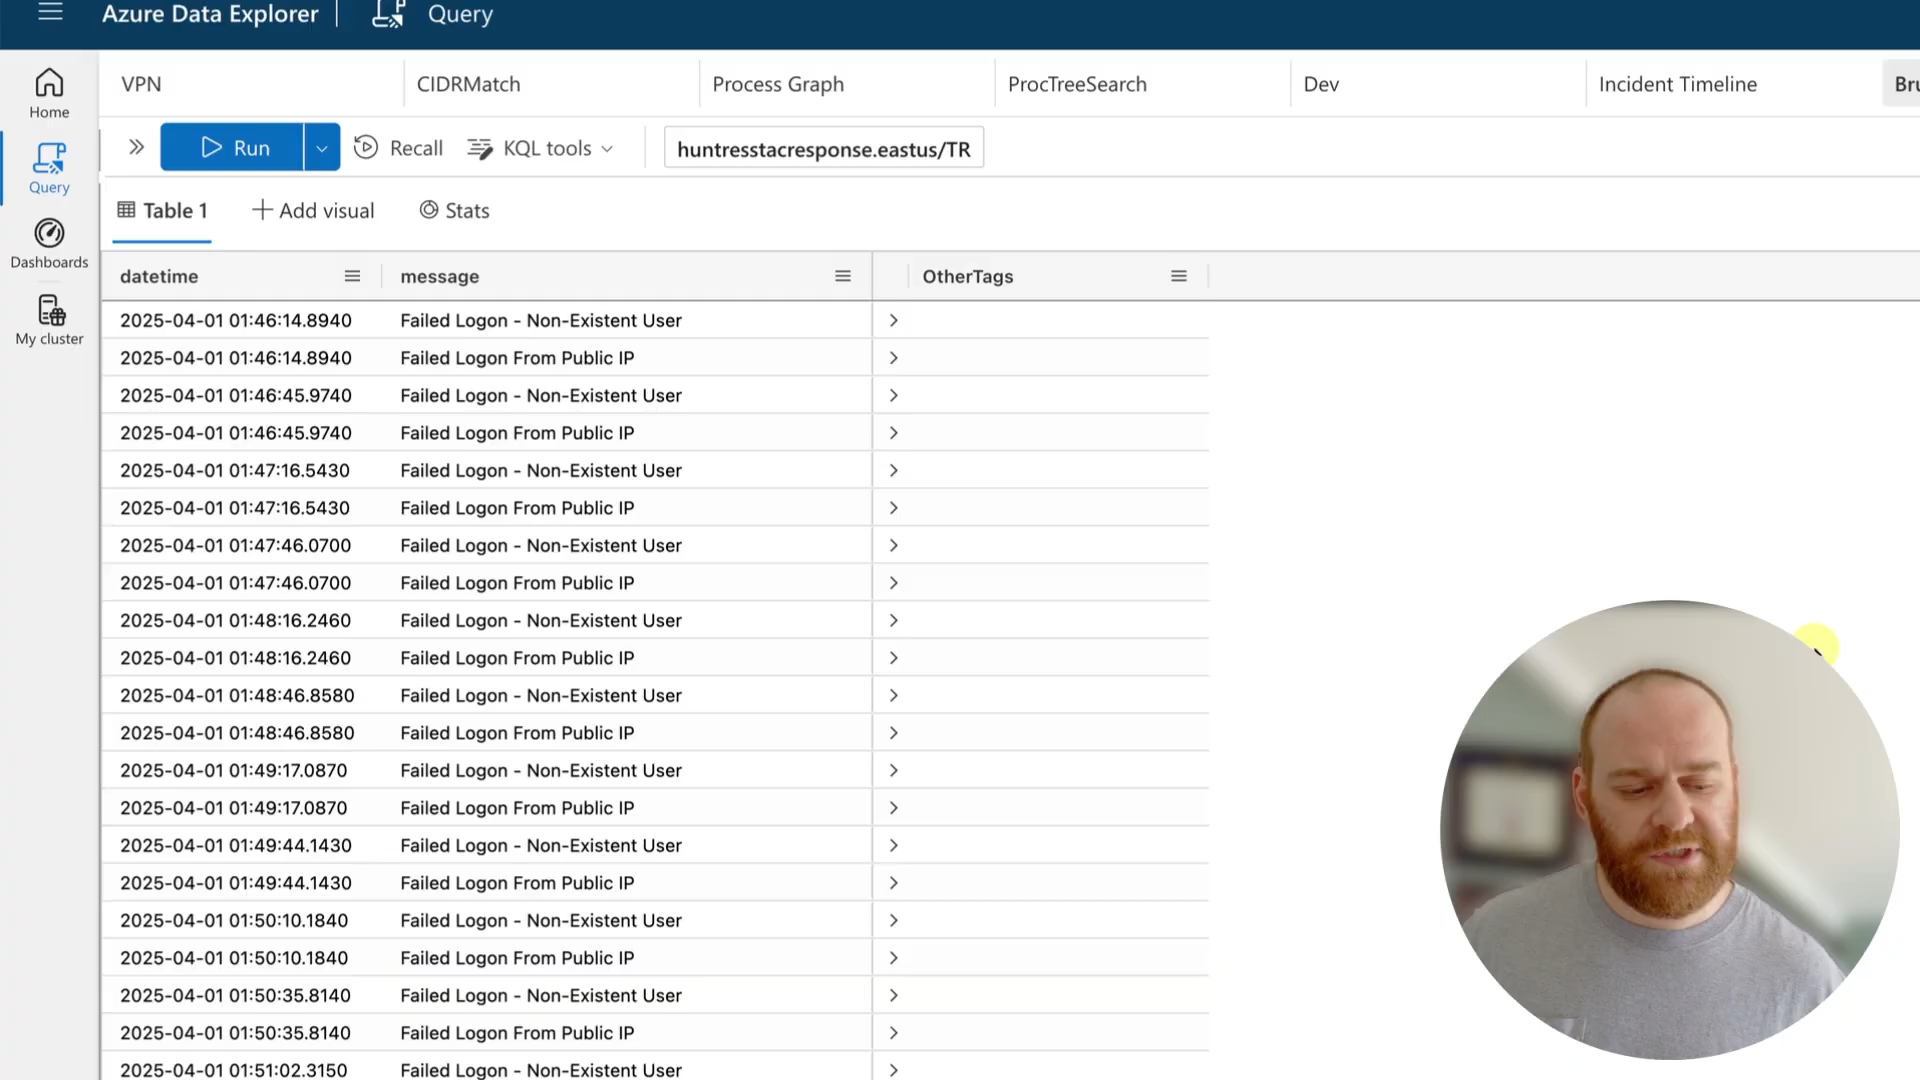 Azure Data Explorer | Query
Home
Query
Dashboards
My cluster
VPN CIDRMatch Process Graph ProcTreeSearch Dev Incident Timeline Bru
Run Recall KQL tools huntresstacresponse.eastus/TR
Table 1 Add visual Stats
datetime message OtherTags
2025-04-01 01:46:14.8940 Failed Logon - Non-Existent User
2025-04-01 01:46:14.8940 Failed Logon From Public IP
2025-04-01 01:46:45.9740 Failed Logon - Non-Existent User
2025-04-01 01:46:45.9740 Failed Logon From Public IP
2025-04-01 01:47:16.5430 Failed Logon - Non-Existent User
2025-04-01 01:47:16.5430 Failed Logon From Public IP
2025-04-01 01:47:46.0700 Failed Logon - Non-Existent User
2025-04-01 01:47:46.0700 Failed Logon From Public IP
2025-04-01 01:48:16.2460 Failed Logon - Non-Existent User
2025-04-01 01:48:16.2460 Failed Logon From Public IP
2025-04-01 01:48:46.8580 Failed Logon - Non-Existent User
2025-04-01 01:48:46.8580 Failed Logon From Public IP
2025-04-01 01:49:17.0870 Failed Logon - Non-Existent User
2025-04-01 01:49:17.0870 Failed Logon From Public IP
2025-04-01 01:49:44.1430 Failed Logon - Non-Existent User
2025-04-01 01:49:44.1430 Failed Logon From Public IP
2025-04-01 01:50:10.1840 Failed Logon - Non-Existent User
2025-04-01 01:50:10.1840 Failed Logon From Public IP
2025-04-01 01:50:35.8140 Failed Logon - Non-Existent User
2025-04-01 01:50:35.8140 Failed Logon From Public IP
2025-04-01 01:51:02.3150 Failed Logon - Non-Existent User